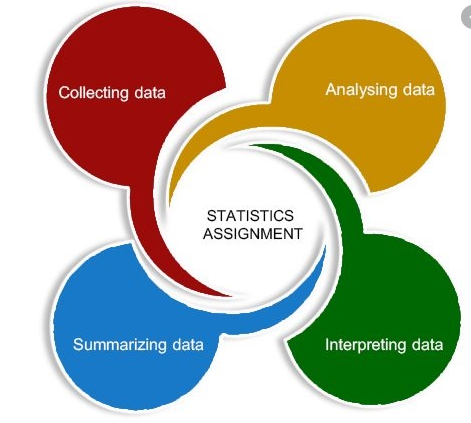 Collecting data
Analysing data
STATISTICS
ASSIGNMENT
Summarizing data
Interpreting data